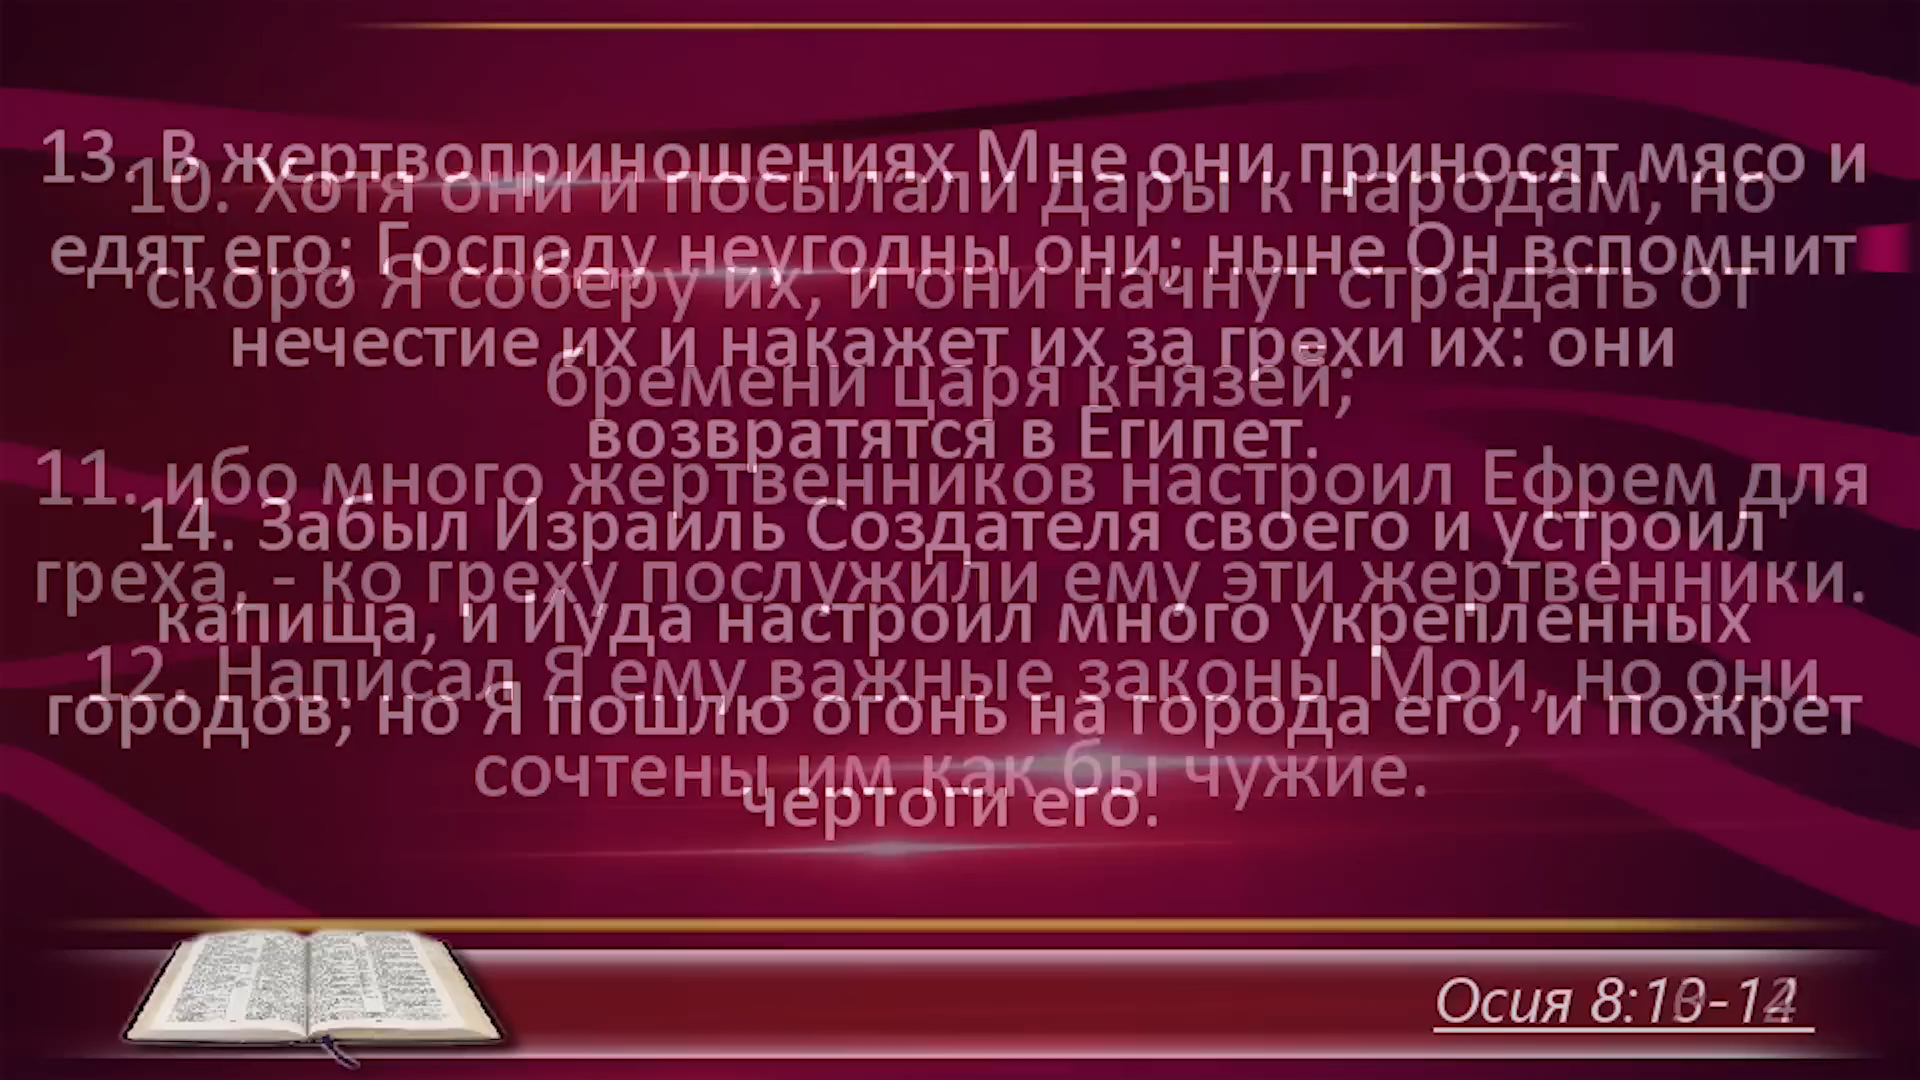 10. Хотя они и посылали дары к народам, но
скоро Я соберу их, и они начнут страдать от
бремени царя князей;
11. ибо много жертвенников настроил Ефрем для
греха, - ко греху послужили ему эти жертвенники.
12. Написал Я ему важные законы Мои, но они
сочтены им как бы чужие.
13. В жертвоприношениях Мне они приносят мясо и
едят его; Господу неугодны они; ныне Он вспомнит
нечестие их и накажет их за грехи их: они
возвратятся в Египет.
14. Забыл Израиль Создателя своего и устроил
капища, и Иуда настроил много укрепленных
городов; но Я пошлю огонь на города его, и пожрет
чертоги его.
Осия 8:13-14